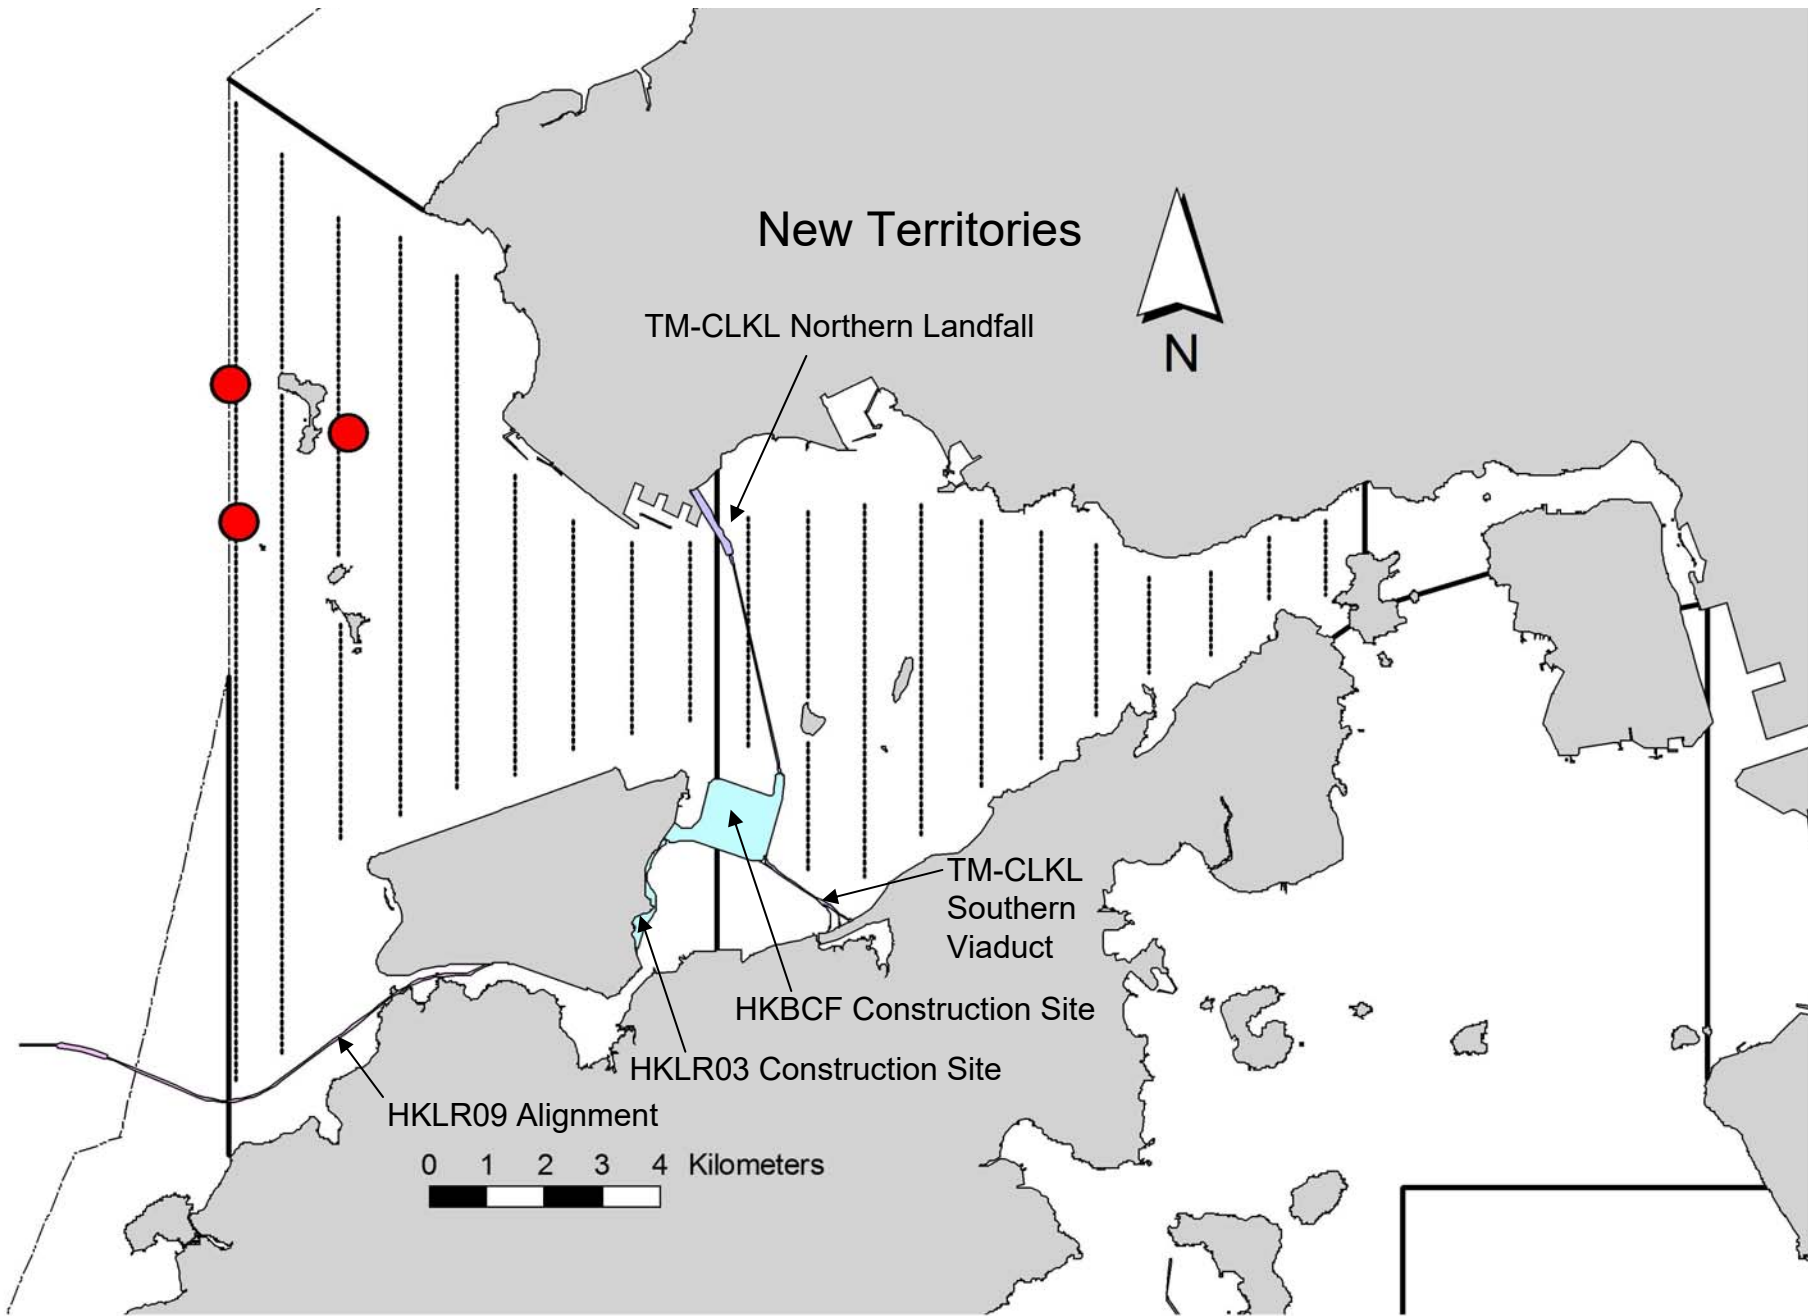 New Territories
TM-CLKL Northern Landfall
N
TM-CLKL
Southern
Viaduct
HKBCF Construction Site
HKLR03 Construction Site
HKLR09 Alignment
0 1 2 3 4 Kilometers